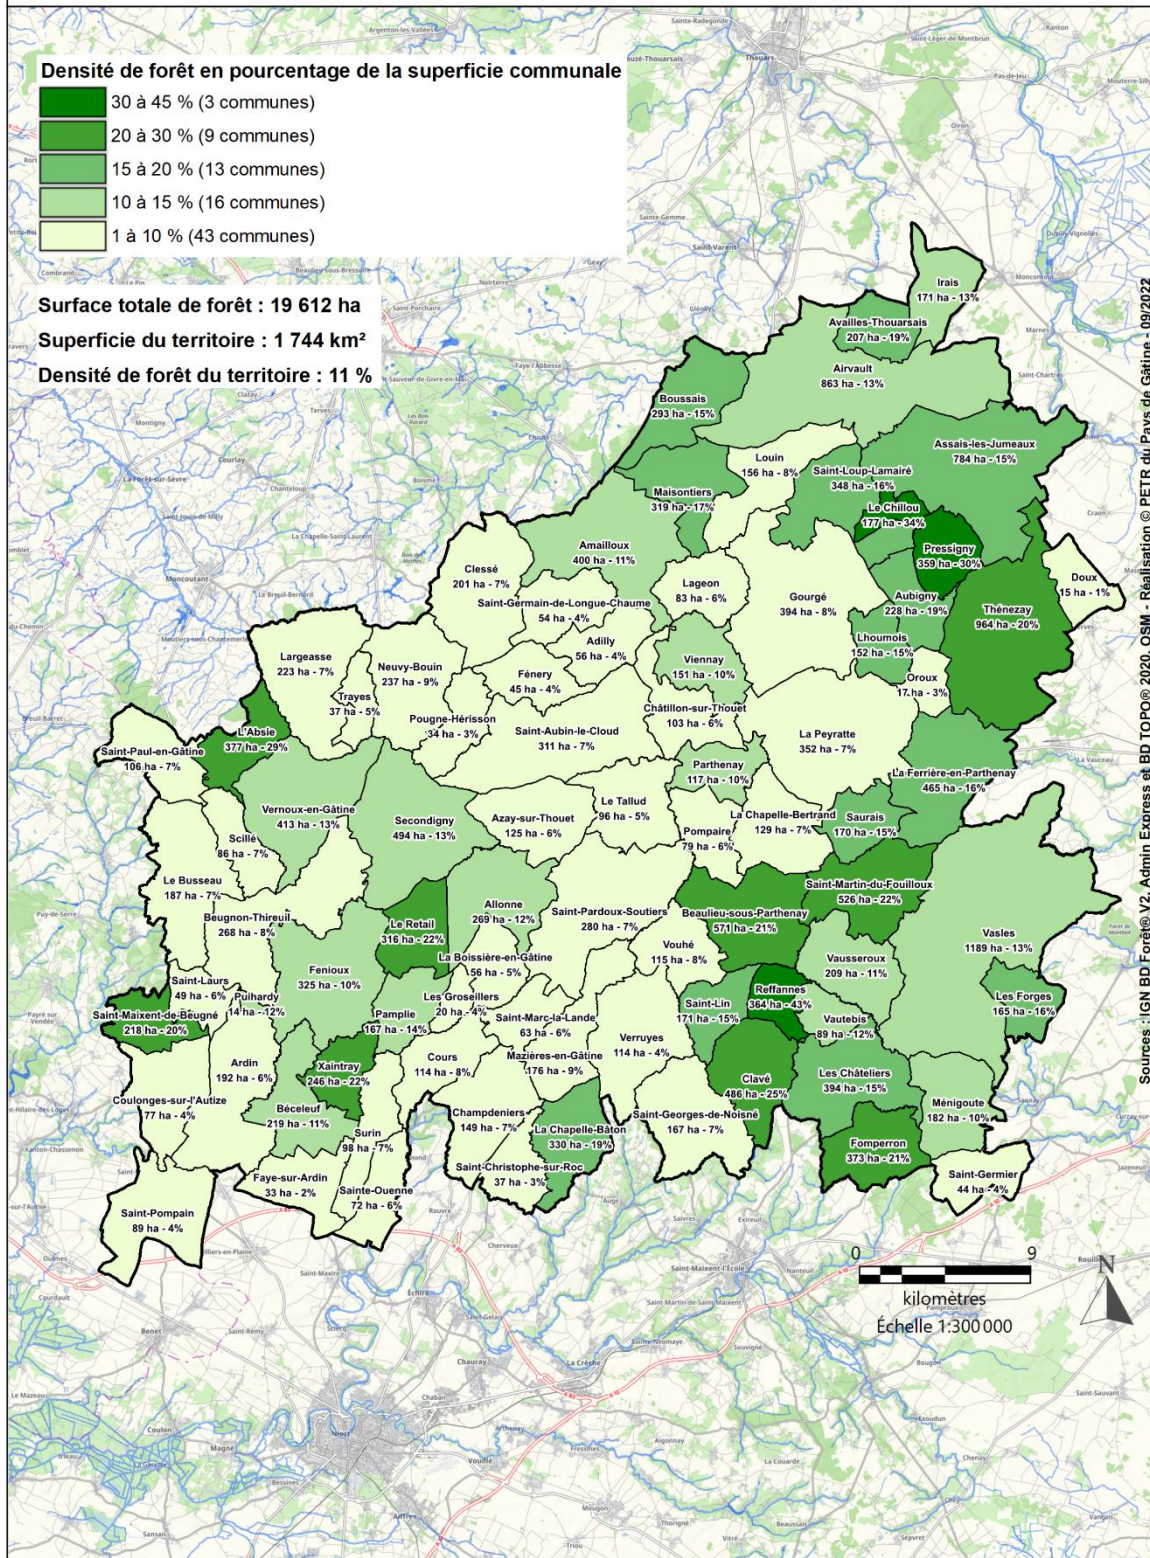 Densité de forêt en pourcentage de la superficie communale
30 à 45 % (3 communes)
20 à 30 % (9 communes)
15 à 20 % (13 communes)
10 à 15 % (16 communes)
1 à 10 % (43 communes)
Surface totale de forêt : 19 612 ha
Superficie du territoire : 1 744 km²
Densité de forêt du territoire : 11 %
Irais
171 ha - 13%
Availles-Thouarsais
207 ha - 19%
Airvault
863 ha - 13%
Boussais
293 ha - 15%
Assais-les-Jumeaux
784 ha - 15%
Louin
156 ha - 8%
Saint-Loup-Lamairé
348 ha - 16%
Maisontiers
319 ha - 17%
Le Chillou
177 ha - 34%
Pressigny
359 ha - 30%
Amailloux
400 ha - 11%
Clessé
201 ha - 7%
Lageon
83 ha - 6%
Gourgé
394 ha - 8%
Aubigny
228 ha - 19%
Doux
15 ha - 1%
Thénezay
964 ha - 20%
Saint-Germain-de-Longue-Chaume
54 ha - 4%
Adilly
56 ha - 4%
Lhoumois
152 ha - 15%
Viennay
151 ha - 10%
Largeasse
223 ha - 7%
Neuvy-Bouin
237 ha - 9%
Fénery
45 ha - 4%
Oroux
17 ha - 3%
Trayes
37 ha - 5%
Châtillon-sur-Thouet
103 ha - 6%
Pougne-Hérisson
34 ha - 3%
Saint-Aubin-le-Cloud
311 ha - 7%
La Peyratte
352 ha - 7%
L'Absie
377 ha - 29%
Saint-Paul-en-Gâtine
106 ha - 7%
Parthenay
117 ha - 10%
La Ferrière-en-Parthenay
465 ha - 16%
Vernoux-en-Gâtine
413 ha - 13%
Secondigny
494 ha - 13%
Azay-sur-Thouet
125 ha - 6%
Le Tallud
96 ha - 5%
La Chapelle-Bertrand
129 ha - 7%
Saurais
170 ha - 15%
Pompaire
79 ha - 6%
Scillé
86 ha - 7%
Le Busseau
187 ha - 7%
Saint-Martin-du-Fouilloux
526 ha - 22%
Allonne
269 ha - 12%
Beugnon-Thireuil
268 ha - 8%
Le Retail
316 ha - 22%
Saint-Pardoux-Soutiers
280 ha - 7%
Beaulieu-sous-Parthenay
571 ha - 21%
Vasles
1189 ha - 13%
Vausseroux
209 ha - 11%
Vouhé
115 ha - 8%
La Boissière-en-Gâtine
56 ha - 5%
Fenioux
325 ha - 10%
Saint-Laurs
49 ha - 6%
Puihardy
14 ha -12%
Reffannes
364 ha - 43%
Les Forges
165 ha - 16%
Les Groseillers
20 ha - 4%
Saint-Lin
171 ha - 15%
Saint-Maixent-de-Beugné
218 ha - 20%
Pamplie
167 ha - 14%
Saint-Marc-la-Lande
63 ha - 6%
Vautebis
89 ha - 12%
Verruyes
114 ha - 4%
Mazières-en-Gâtine
176 ha - 9%
Cours
114 ha - 8%
Ardin
192 ha - 6%
Xaintray
246 ha - 22%
Les Châteliers
394 ha - 15%
Clavé
486 ha - 25%
Coulonges-sur-l'Autize
77 ha - 4%
Ménigoute
182 ha - 10%
Béceleuf
219 ha - 11%
Champdeniers
149 ha - 7%
La Chapelle-Bâton
330 ha - 19%
Saint-Georges-de-Noisné
167 ha - 7%
Surin
98 ha - 7%
Fomperron
373 ha - 21%
Saint-Christophe-sur-Roc
37 ha - 3%
Faye-sur-Ardin
33 ha - 2%
Sainte-Ouenne
72 ha - 6%
Saint-Germier
44 ha - 4%
Saint-Pompain
89 ha - 4%
0 9
kilomètres
Échelle 1:300 000
N
Sources : IGN BD Forêt® V2, Admin Express et BD TOPO® 2020, OSM - Réalisation © PETR du Pays de Gâtine - 09/2022
Thouars
Saint-Varent
Moncoutant
Niort
Chauray
Échiré
La Crèche
Saint-Maixent-l'École
Aiffres
Vouillé
Cherveux
Benet
Coulon
Magné